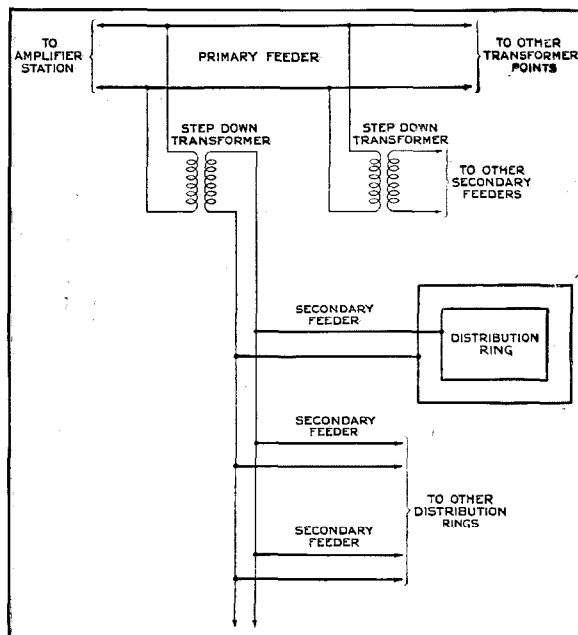 TO
AMPLIFIER
STATION
PRIMARY FEEDER
TO OTHER
TRANSFORMER
POINTS
STEP DOWN
TRANSFORMER
STEP DOWN
TRANSFORMER
TO OTHER
SECONDARY
FEEDERS
SECONDARY
FEEDER
DISTRIBUTION
RING
SECONDARY
FEEDER
TO OTHER
DISTRIBUTION
RINGS
SECONDARY
FEEDER